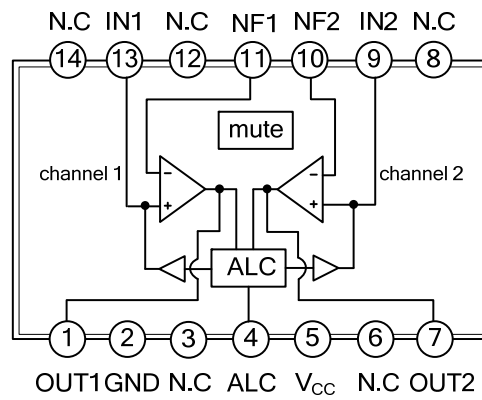 N.C IN1 N.C NF1 NF2 IN2 N.C
14 13 12 11 10 9 8
mute
channel 1
channel 2
−
+
−
+
ALC
1 2 3 4 5 6 7
OUT1 GND N.C ALC VCC N.C OUT2